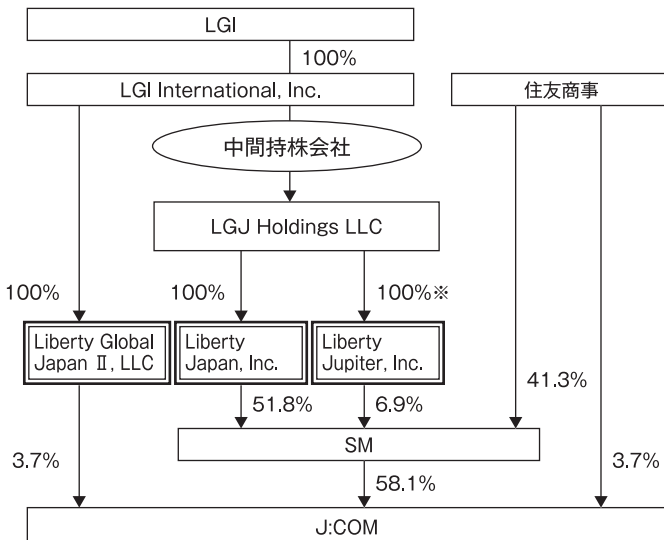 LGI
100%
LGI International, Inc.
住友商事
中間持株会社
LGJ Holdings LLC
100%
100%
100%※
Liberty Global
Japan Ⅱ, LLC
Liberty
Japan, Inc.
Liberty
Jupiter, Inc.
51.8%
6.9%
41.3%
SM
3.7%
58.1%
3.7%
J:COM